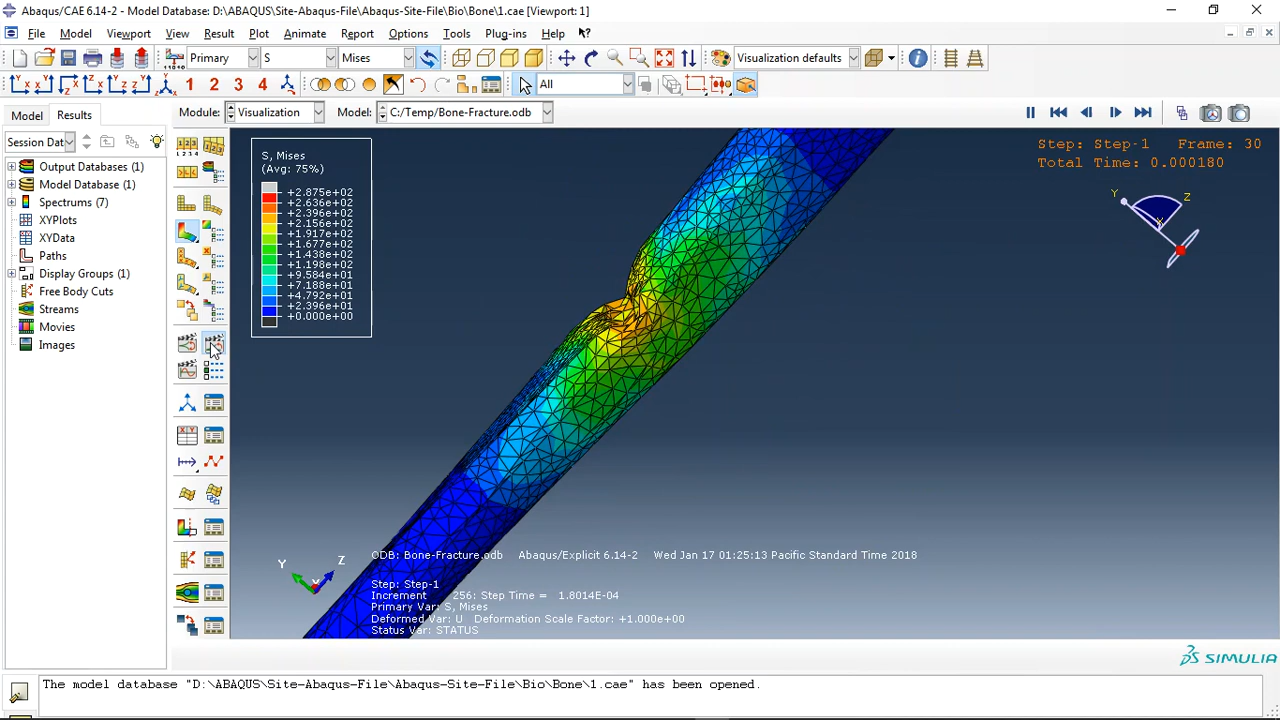 Abaqus/CAE 6.14-2 - Model Database: D:\ABAQUS\Site-Abaqus-File\Abaqus-Site-File\Bio\Bone\1.cae [Viewport: 1]
File Model Viewport View Result Plot Animate Report Options Tools Plug-ins Help
Primary S Mises Visualization defaults
1 2 3 4 All
Model Results Module: Visualization Model: C:/Temp/Bone-Fracture.odb
Session Dat
Output Databases (1)
Model Database (1)
Spectrums (7)
XYPlots
XYData
Paths
Display Groups (1)
Free Body Cuts
Streams
Movies
Images
S, Mises
(Avg: 75%)
+2.875e+02
+2.636e+02
+2.396e+02
+2.156e+02
+1.917e+02
+1.677e+02
+1.438e+02
+1.198e+02
+9.584e+01
+7.188e+01
+4.792e+01
+2.396e+01
+0.000e+00
Step: Step-1 Frame: 30
Total Time: 0.000180
Y Z
X
Y Z
X
ODB: Bone-Fracture.odb Abaqus/Explicit 6.14-2 Wed Jan 17 01:25:13 Pacific Standard Time 2018
Step: Step-1
Increment 256: Step Time = 1.8014E-04
Primary Var: S, Mises
Deformed Var: U Deformation Scale Factor: +1.000e+00
Status Var: STATUS
SIMULIA
The model database "D:\ABAQUS\Site-Abaqus-File\Abaqus-Site-File\Bio\Bone\1.cae" has been opened.